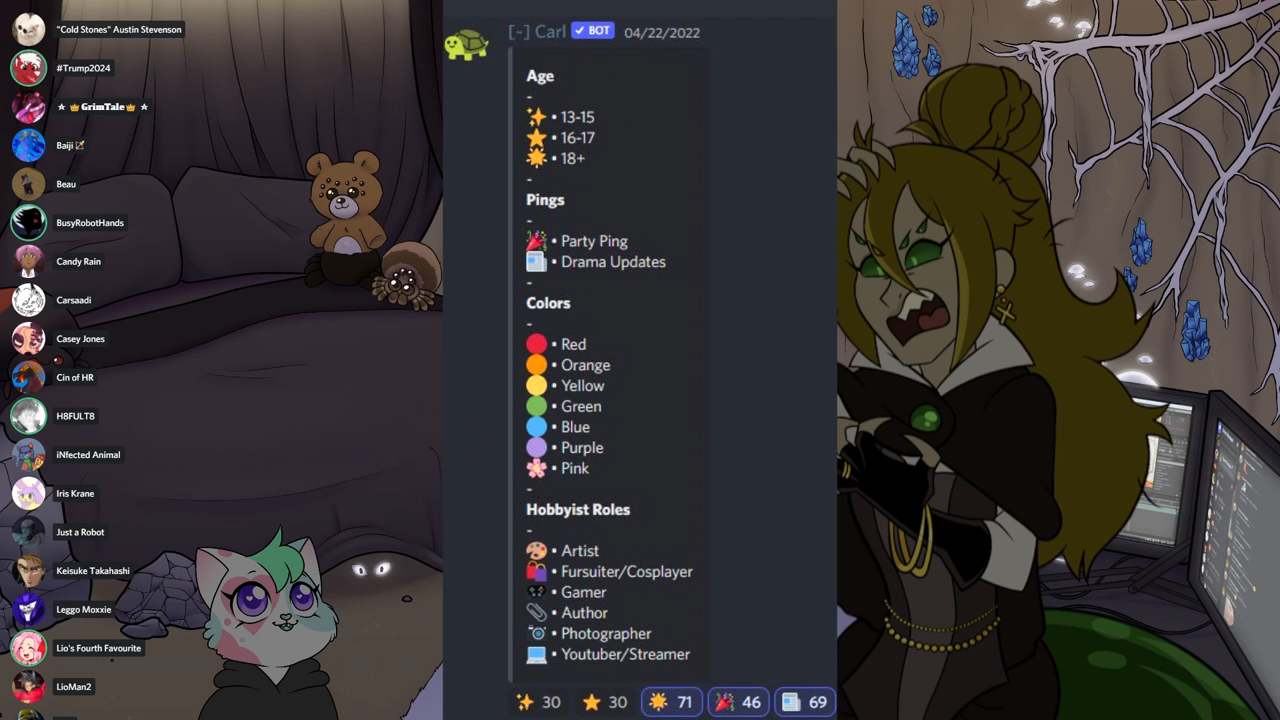 "Cold Stones" Austin Stevenson
#Trump2024
★ 👑GrimTale👑 ★
Baiji
Beau
BusyRobotHands
Candy Rain
Carsaadi
Casey Jones
Cin of HR
H8FULT8
iNfected Animal
Iris Krane
Just a Robot
Keisuke Takahashi
Leggo Moxxie
Lio's Fourth Favourite
LioMan2
[-] Carl ✓ BOT 04/22/2022
Age
-
✨ • 13-15
⭐ • 16-17
🌟 • 18+
-
Pings
-
🎉 • Party Ping
📰 • Drama Updates
-
Colors
-
🔴 • Red
🟠 • Orange
🟡 • Yellow
🟢 • Green
🔵 • Blue
🟣 • Purple
🌸 • Pink
-
Hobbyist Roles
-
🎨 • Artist
🛍️ • Fursuiter/Cosplayer
🎮 • Gamer
📎 • Author
📷 • Photographer
💻 • Youtuber/Streamer
✨ 30 ⭐ 30 🌟 71 🎉 46 📰 69